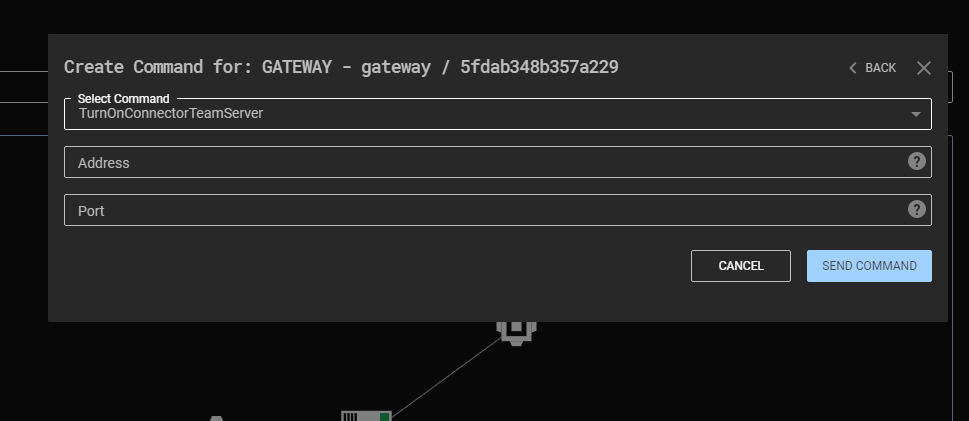 Create Command for: GATEWAY - gateway / 5fdab348b357a229
BACK
Select Command
TurnOnConnectorTeamServer
Address
?
Port
?
CANCEL
SEND COMMAND